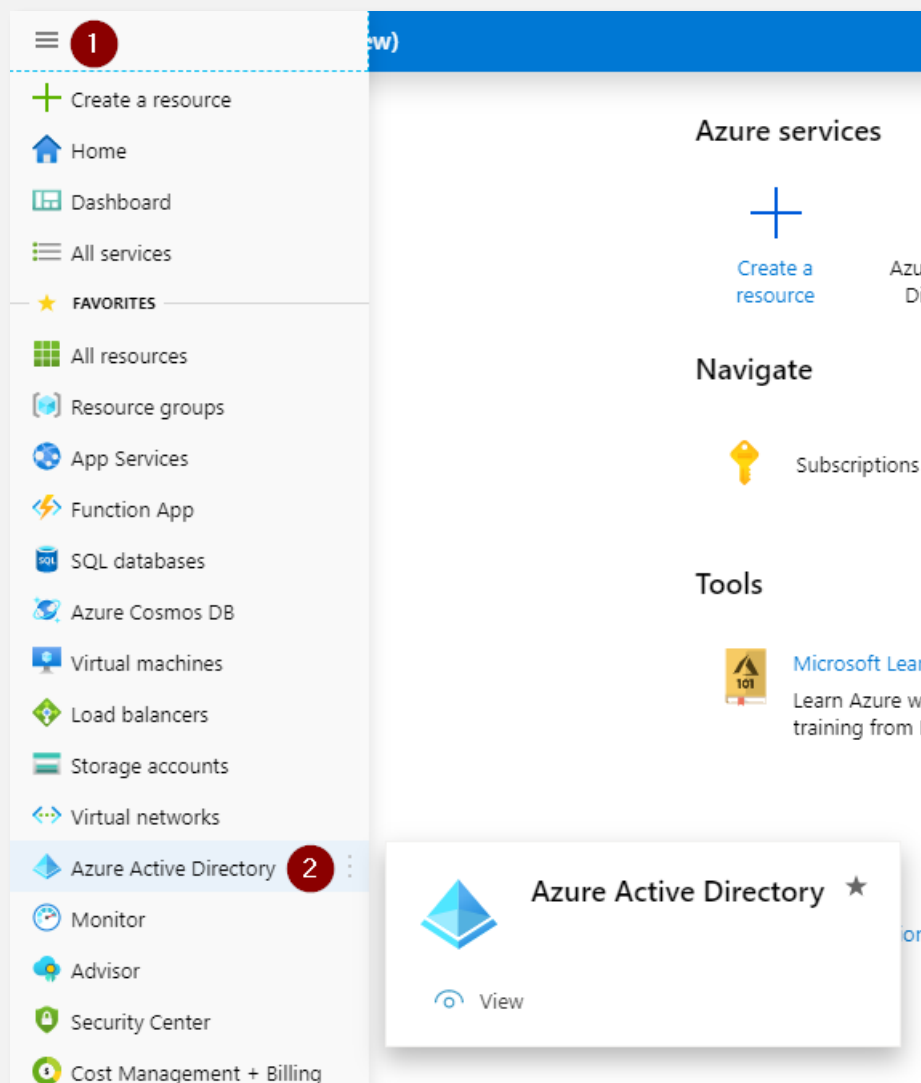 1
Create a resource
Home
Dashboard
All services
FAVORITES
All resources
Resource groups
App Services
Function App
SQL
SQL databases
Azure Cosmos DB
Virtual machines
Load balancers
Storage accounts
Virtual networks
Azure Active Directory 2
Monitor
Advisor
Security Center
Cost Management + Billing
Azure services
Create a
resource
Navigate
Subscriptions
Tools
101
Microsoft
Learn Azure
training from
Azure Active Directory
View